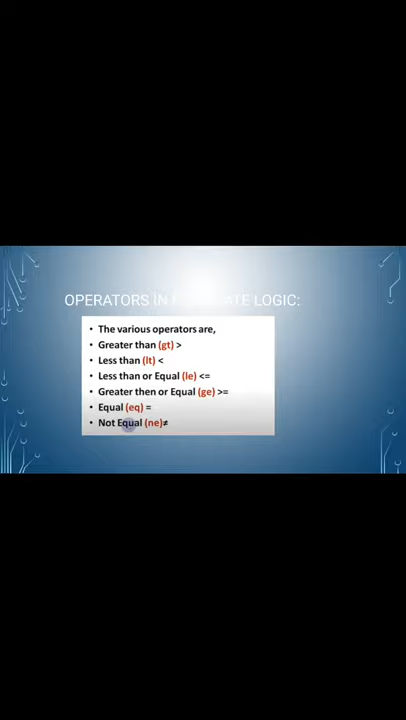 OPERATORS IN LOGIC:
• The various operators are,
• Greater than (gt) >
• Less than (lt) <
• Less than or Equal (le) <=
• Greater then or Equal (ge) >=
• Equal (eq) =
• Not Equal (ne)≠